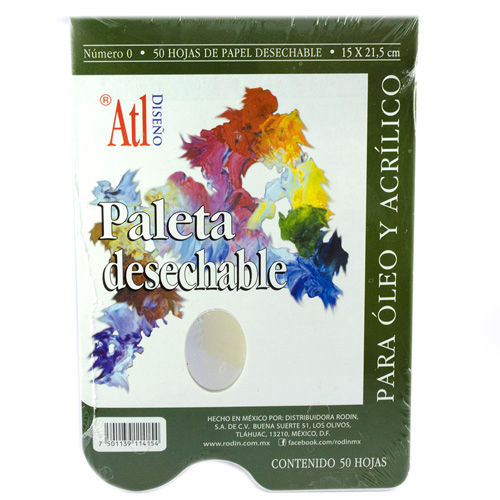 Número 0 • 50 HOJAS DE PAPEL DESECHABLE • 15 X 21,5 cm
® Atl DISEÑO
Paleta
desechable
PARA ÓLEO Y ACRÍLICO
HECHO EN MÉXICO POR: DISTRIBUIDORA RODIN,
S.A. DE C.V. BUENA SUERTE 51, LOS OLIVOS,
TLÁHUAC, 13210, MÉXICO, D.F.
www.rodin.com.mx facebook.com/rodinmx
7 501139 114154
CONTENIDO 50 HOJAS